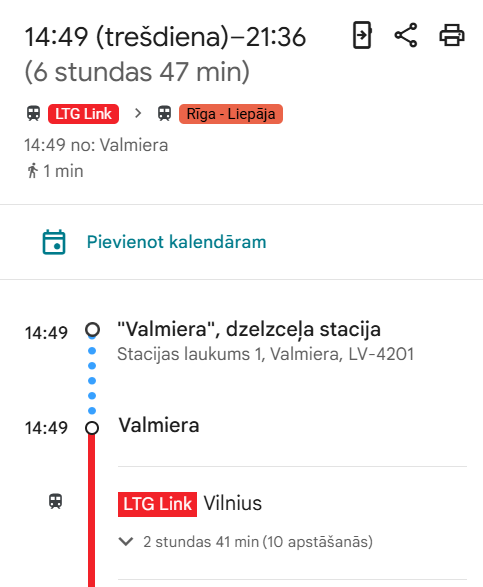 14:49 (trešdiena)–21:36
(6 stundas 47 min)
LTG Link > Rīga - Liepāja
14:49 no: Valmiera
1 min
Pievienot kalendāram
14:49 "Valmiera", dzelzceļa stacija
Stacijas laukums 1, Valmiera, LV-4201
14:49 Valmiera
LTG Link Vilnius
2 stundas 41 min (10 apstāšanās)